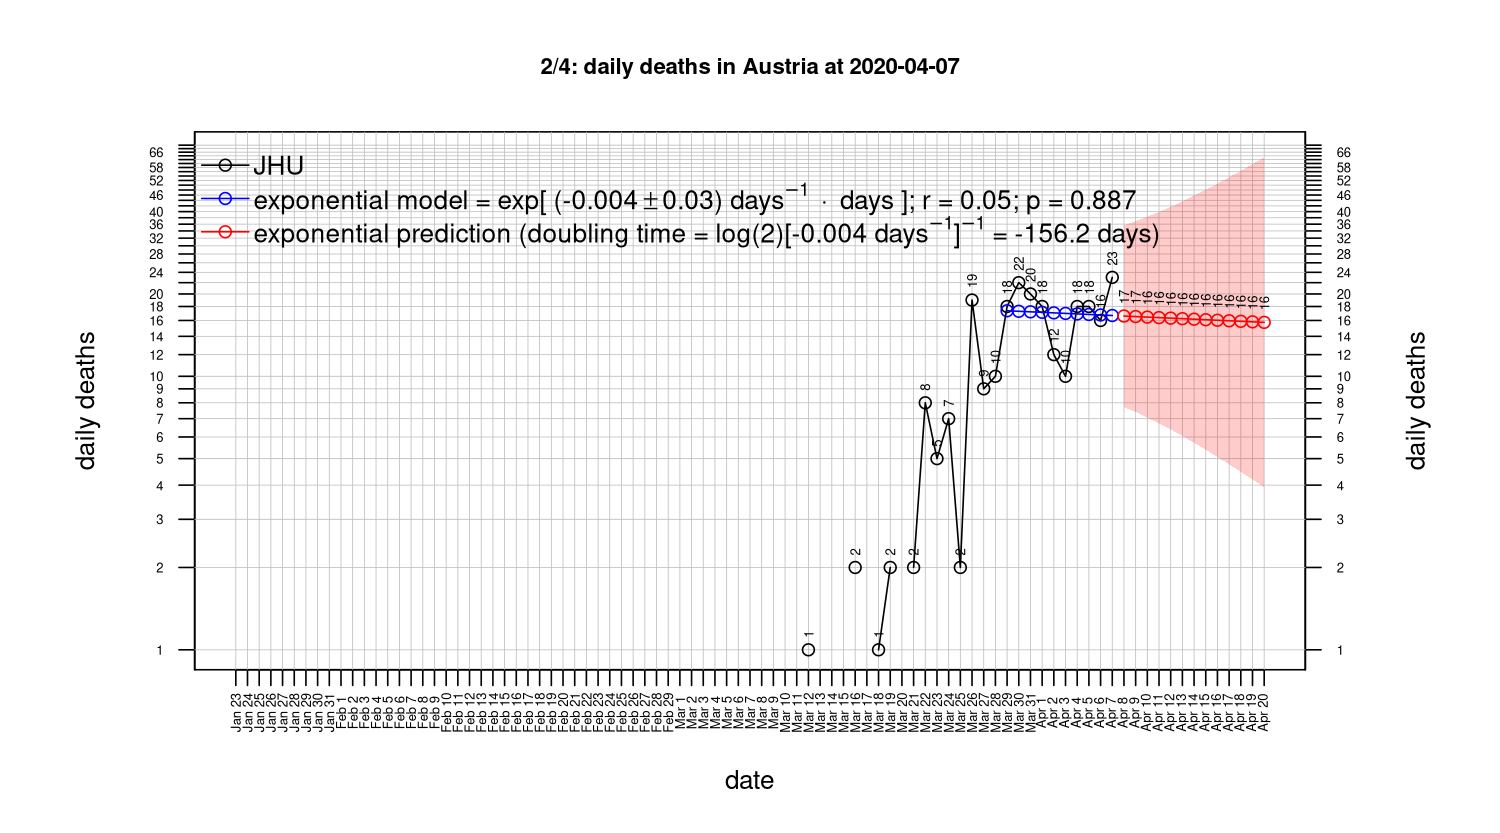 2/4: daily deaths in Austria at 2020-04-07
JHU
exponential model = exp[ (-0.004±0.03) days−1 · days ]; r = 0.05; p = 0.887
exponential prediction (doubling time = log(2)[-0.004 days−1]−1 = -156.2 days)
66
58
52
46
40
36
32
28
24
20
18
16
14
12
10
9
8
7
6
5
4
3
2
1
daily deaths
1
2
1
2
2
8
5
7
2
19
9
10
18
22
20
18
12
10
18
18
16
23
17
17
16
16
16
16
16
16
16
16
16
16
16
66
58
52
46
40
36
32
28
24
20
18
16
14
12
10
9
8
7
6
5
4
3
2
1
daily deaths
Jan 23
Jan 24
Jan 25
Jan 26
Jan 27
Jan 28
Jan 29
Jan 30
Jan 31
Feb 1
Feb 2
Feb 3
Feb 4
Feb 5
Feb 6
Feb 7
Feb 8
Feb 9
Feb 10
Feb 11
Feb 12
Feb 13
Feb 14
Feb 15
Feb 16
Feb 17
Feb 18
Feb 19
Feb 20
Feb 21
Feb 22
Feb 23
Feb 24
Feb 25
Feb 26
Feb 27
Feb 28
Feb 29
Mar 1
Mar 2
Mar 3
Mar 4
Mar 5
Mar 6
Mar 7
Mar 8
Mar 9
Mar 10
Mar 11
Mar 12
Mar 13
Mar 14
Mar 15
Mar 16
Mar 17
Mar 18
Mar 19
Mar 20
Mar 21
Mar 22
Mar 23
Mar 24
Mar 25
Mar 26
Mar 27
Mar 28
Mar 29
Mar 30
Mar 31
Apr 1
Apr 2
Apr 3
Apr 4
Apr 5
Apr 6
Apr 7
Apr 8
Apr 9
Apr 10
Apr 11
Apr 12
Apr 13
Apr 14
Apr 15
Apr 16
Apr 17
Apr 18
Apr 19
Apr 20
date